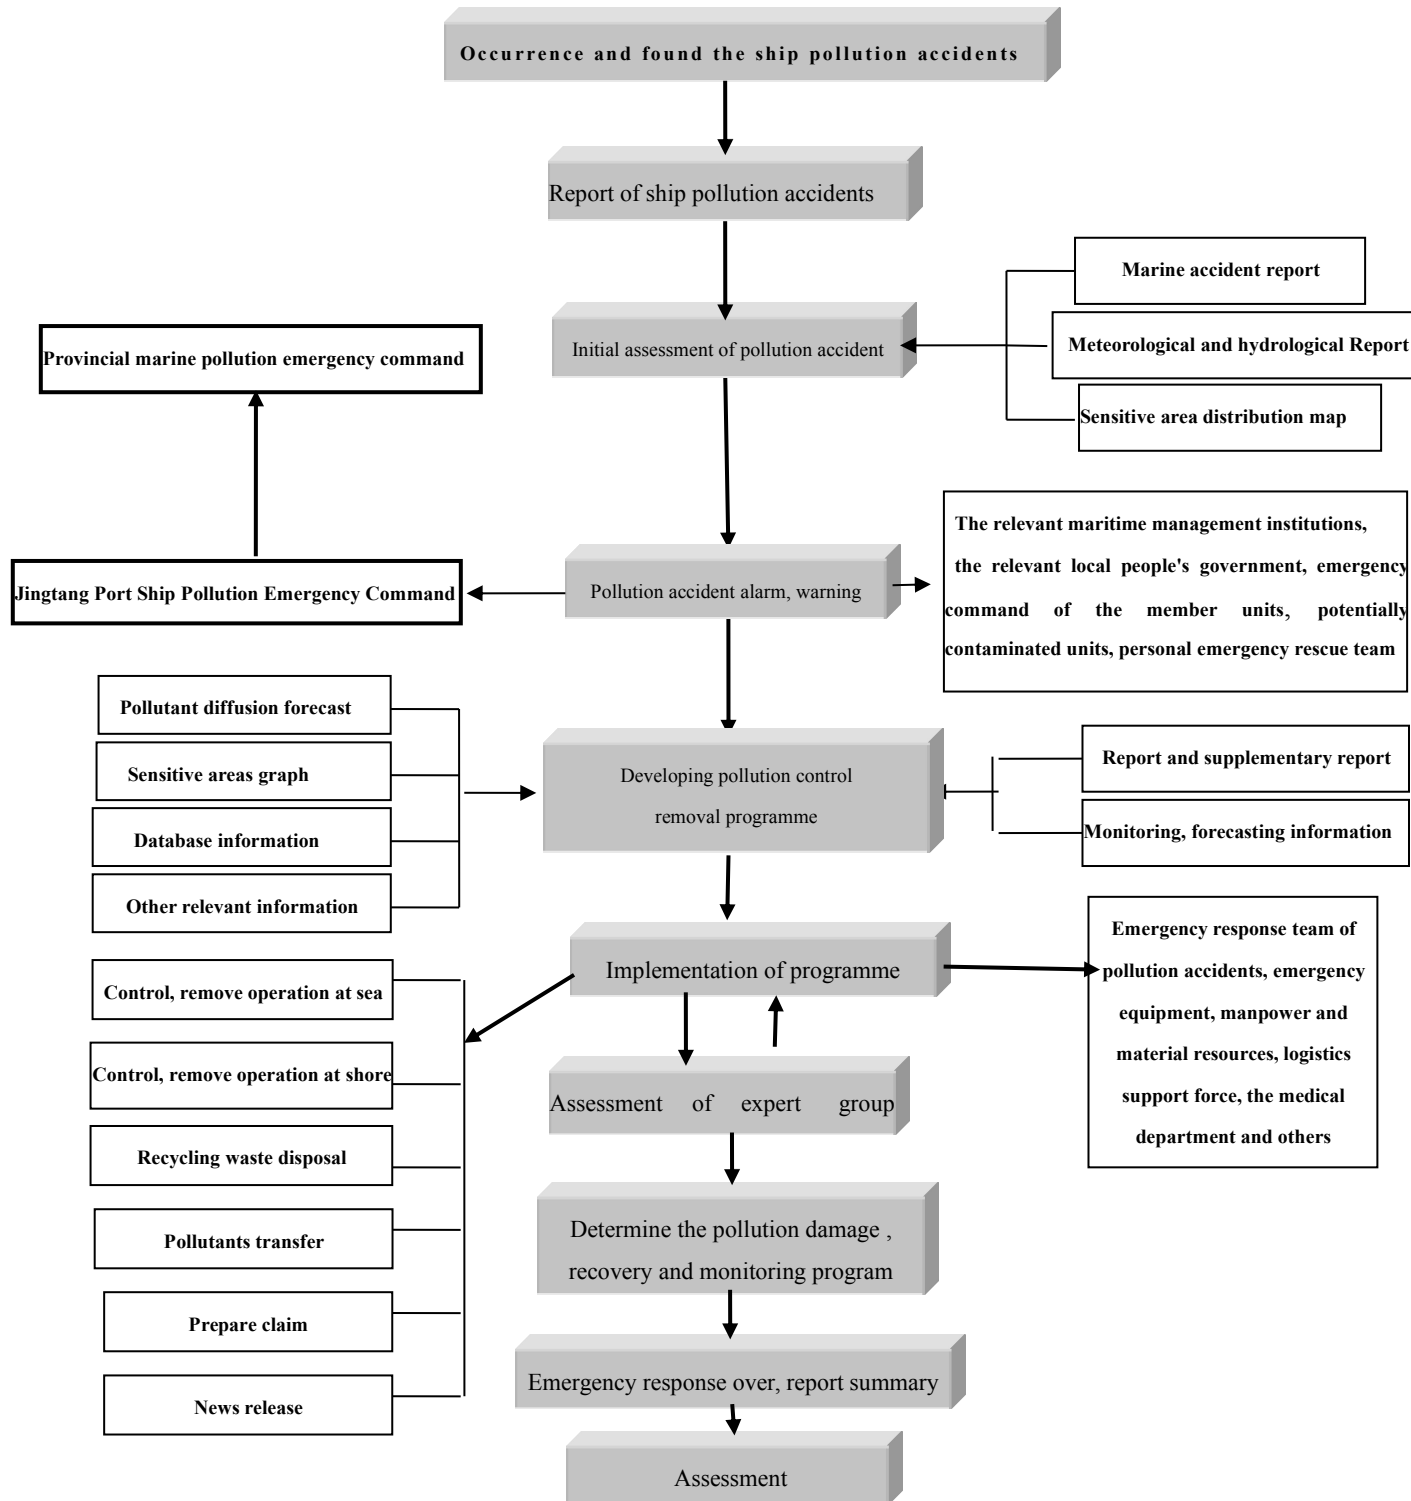 Occurrence and found the ship pollution accidents
Report of ship pollution accidents
Marine accident report
Initial assessment of pollution accident
Meteorological and hydrological Report
Sensitive area distribution map
Provincial marine pollution emergency command
Jingtang Port Ship Pollution Emergency Command
Pollution accident alarm, warning
The relevant maritime management institutions,
the relevant local people's government, emergency
command of the member units, potentially
contaminated units, personal emergency rescue team
Pollutant diffusion forecast
Sensitive areas graph
Database information
Other relevant information
Developing pollution control
removal programme
Report and supplementary report
Monitoring, forecasting information
Implementation of programme
Emergency response team of
pollution accidents, emergency
equipment, manpower and
material resources, logistics
support force, the medical
department and others
Control, remove operation at sea
Control, remove operation at shore
Recycling waste disposal
Pollutants transfer
Prepare claim
News release
Assessment of expert group
Determine the pollution damage ,
recovery and monitoring program
Emergency response over, report summary
Assessment